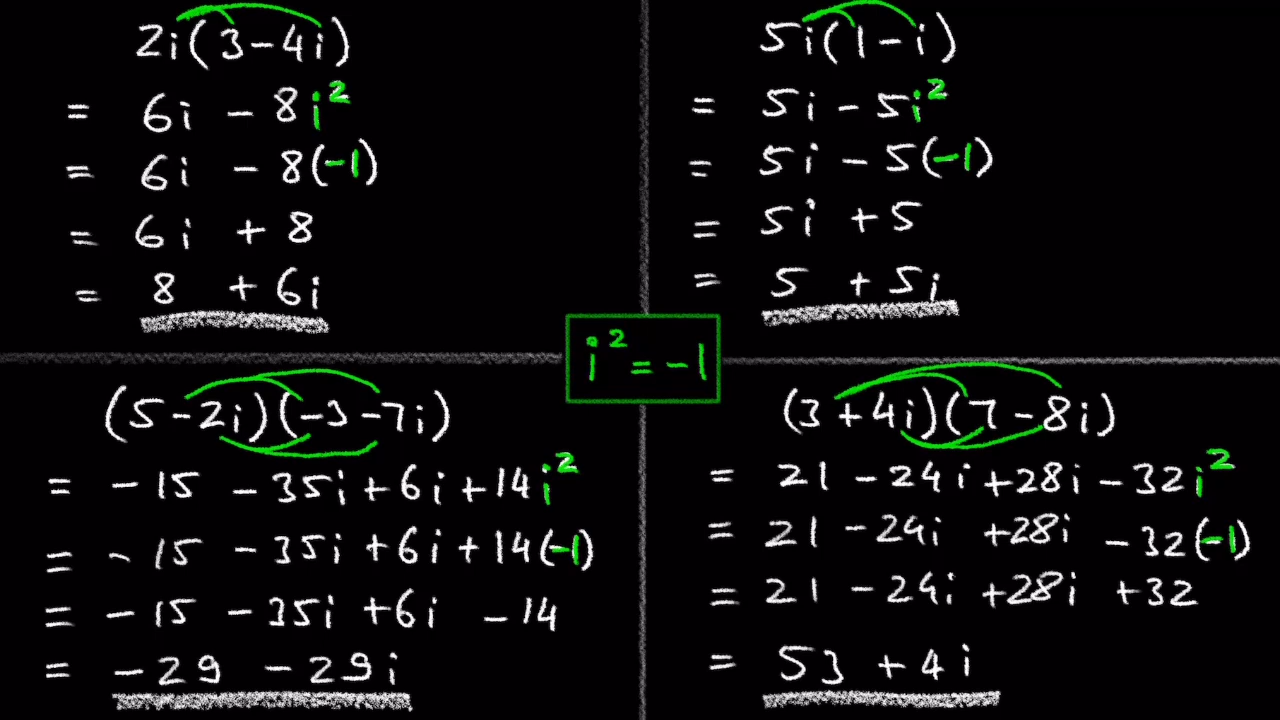 2i(3-4i)
= 6i - 8i²
= 6i - 8(-1)
= 6i + 8
= 8 + 6i
5i(1-i)
= 5i - 5i²
= 5i - 5(-1)
= 5i + 5
= 5 + 5i
i² = -1
(5-2i)(-3-7i)
= -15 -35i +6i +14i²
= -15 -35i +6i +14(-1)
= -15 -35i +6i -14
= -29 -29i
(3+4i)(7-8i)
= 21 -24i +28i -32i²
= 21 -24i +28i -32(-1)
= 21 -24i +28i +32
= 53 + 4i